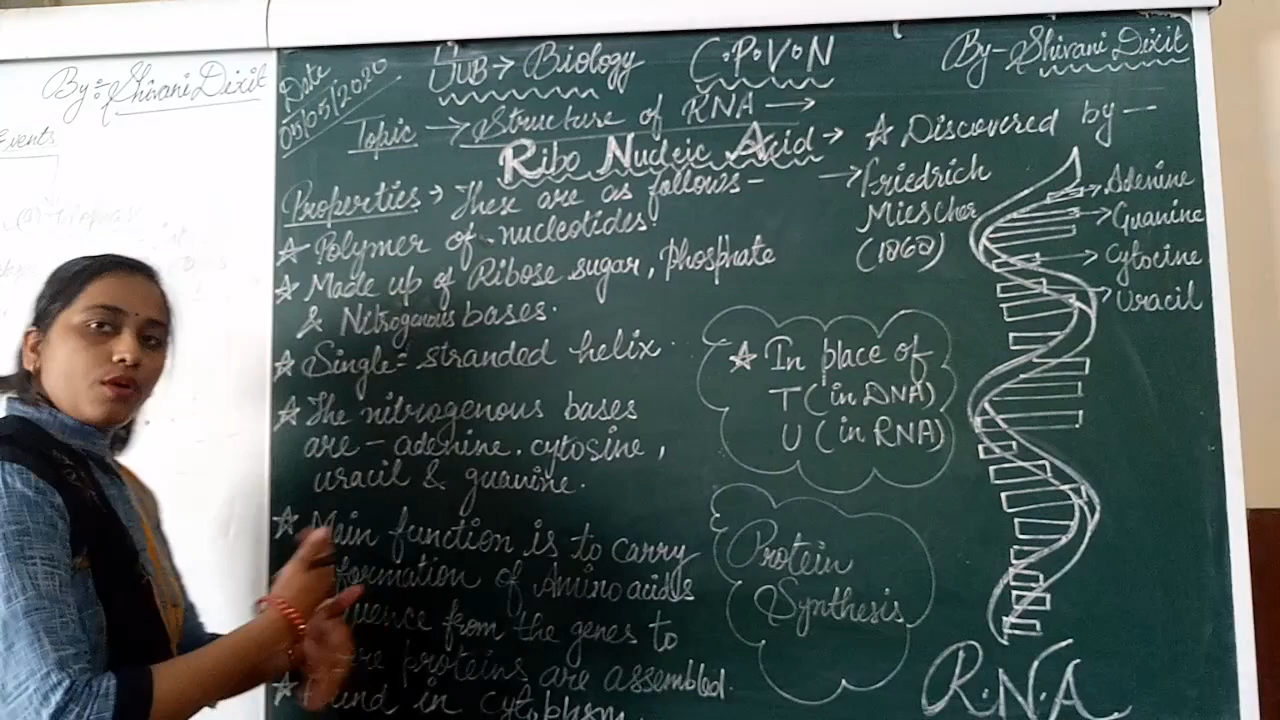 By:- Shivani Dixit
Events
Date
05/05/2020
Sub → Biology C.P.V.N
By- Shivani Dixit
Topic → Structure of RNA →
Ribo Nucleic Acid →
☆ Discovered by —
→ Friedrich
Miescher
Properties → These are as follows -
☆ Polymer of nucleotides.
☆ Made up of Ribose sugar, phosphate
& Nitrogenous bases.
☆ Single = stranded helix.
☆ The nitrogenous bases
are - adenine. cytosine,
uracil & guanine.
☆ Main function is to carry
formation of Amino acids
uence from the genes to
ere proteins are assembled.
☆ ound in cytoplasm.
☆ In place of
T (in DNA)
U (in RNA)
Protein
Synthesis
→ Adenine
→ Guanine
→ Cytocine
→ Uracil
R.N.A